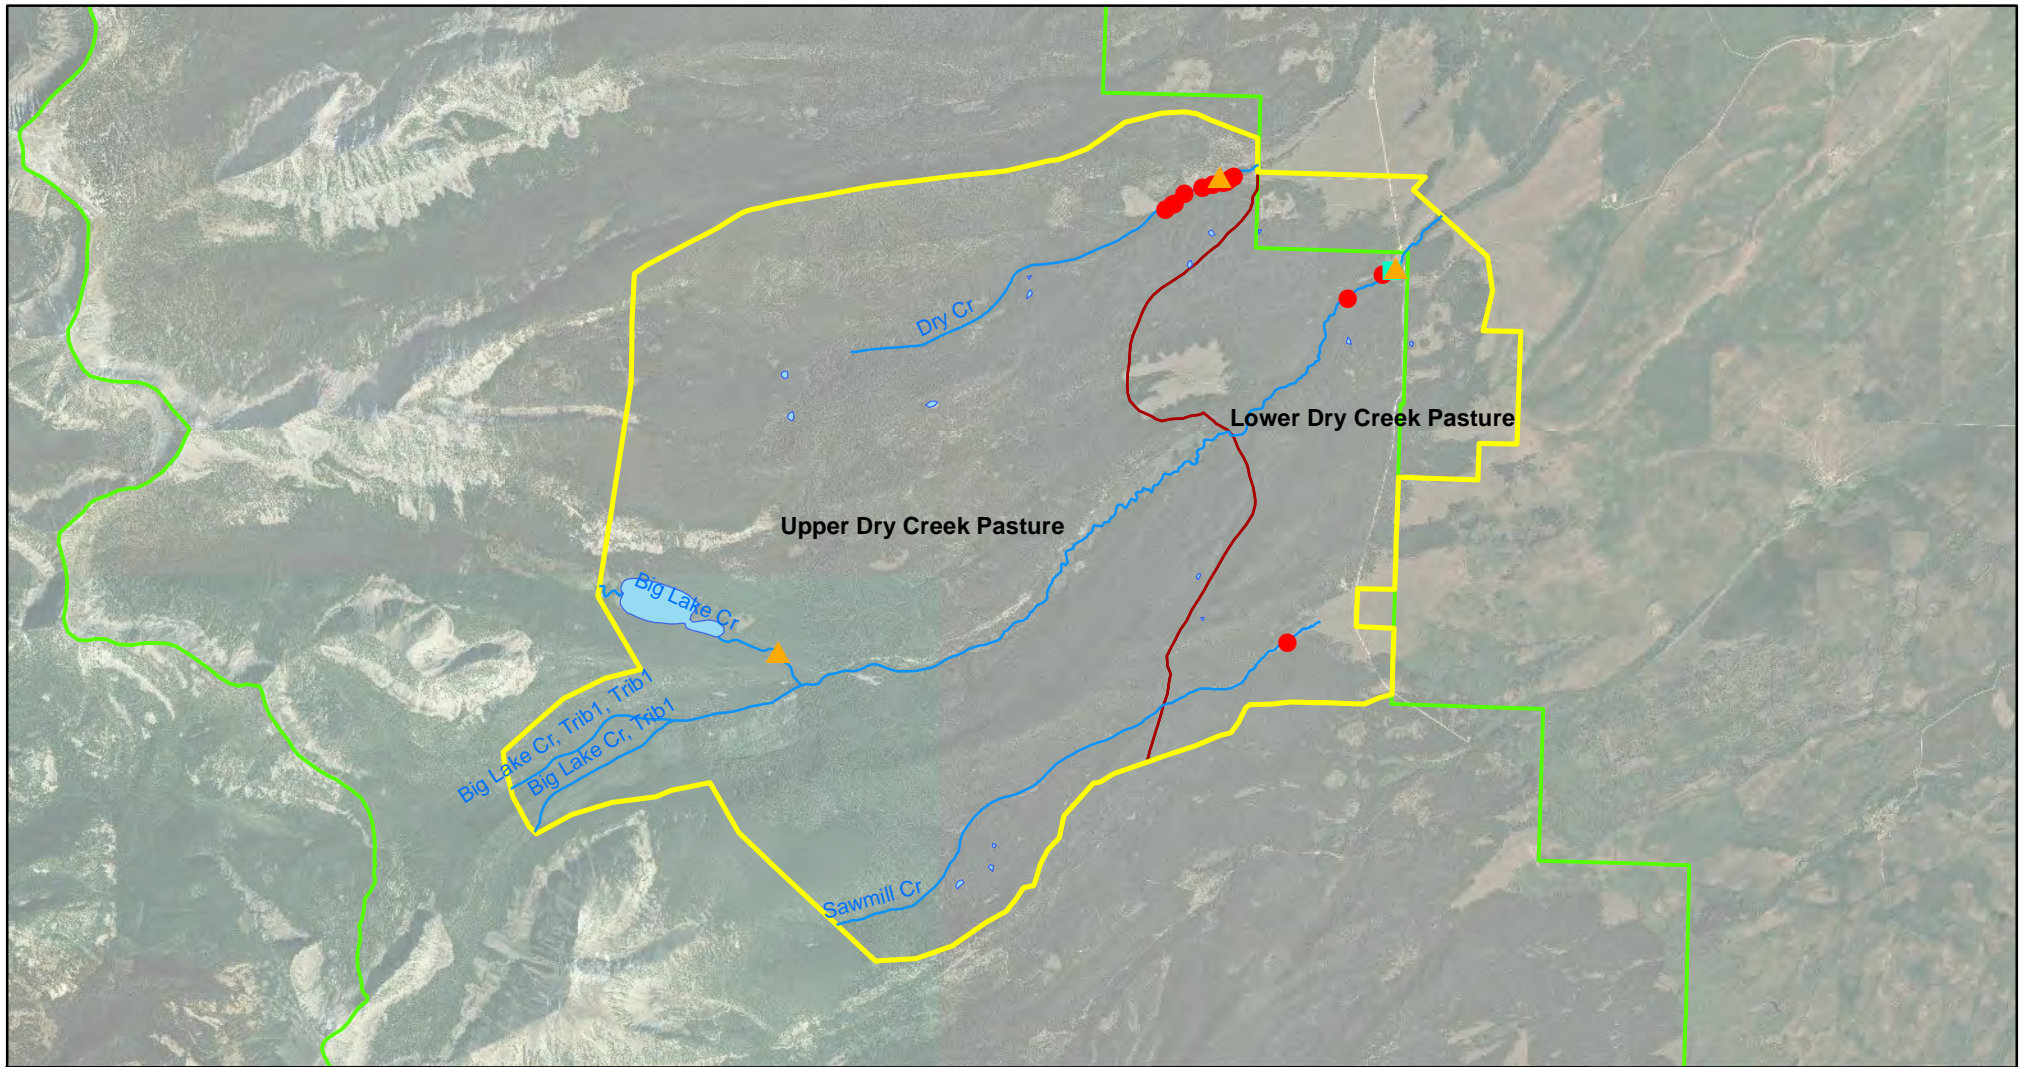 Dry Cr
Lower Dry Creek Pasture
Upper Dry Creek Pasture
Big Lake Cr
Big Lake Cr, Trib1, Trib1
Big Lake Cr, Trib1
Sawmill Cr